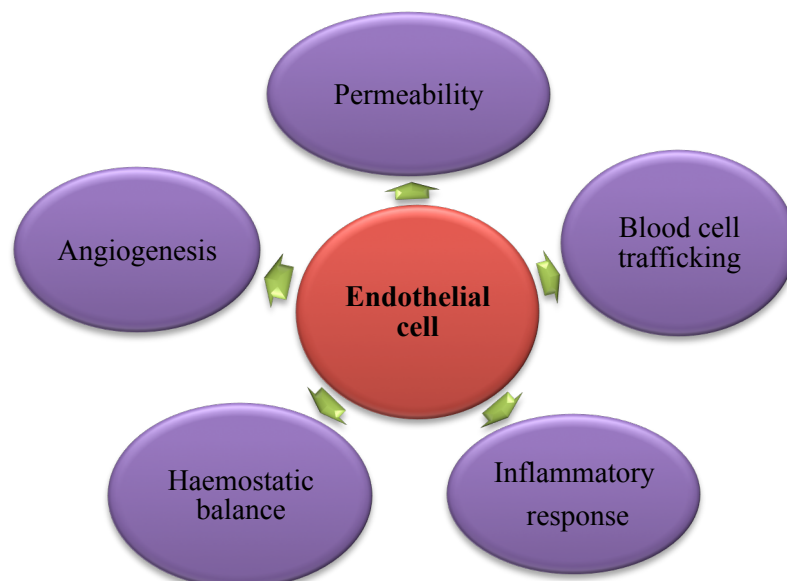 Permeability
Angiogenesis
Blood cell
trafficking
Endothelial
cell
Haemostatic
balance
Inflammatory
response